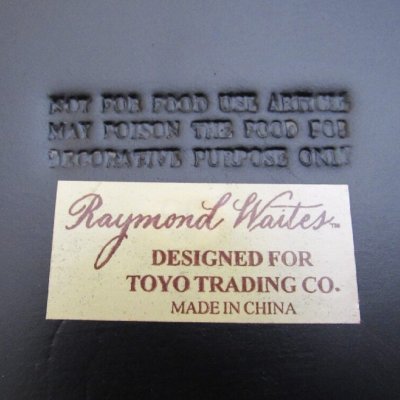 NOT FOR FOOD USE ARTICLE
MAY POISON THE FOOD FOR
DECORATIVE PURPOSE ONLY
Raymond Waites™
DESIGNED FOR
TOYO TRADING CO.
MADE IN CHINA